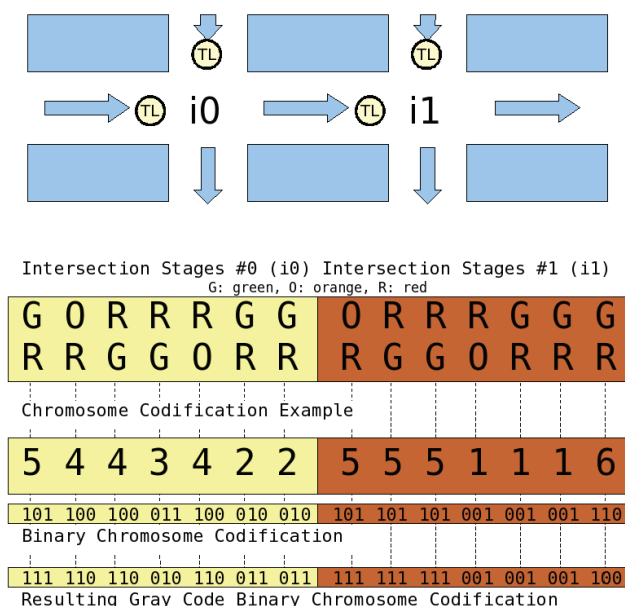 TL TL
TL i0 TL i1
Intersection Stages #0 (i0) Intersection Stages #1 (i1)
G: green, O: orange, R: red
G O R R R G G O R R R G G G
R R G G O R R R G G O R R R
Chromosome Codification Example
5 4 4 3 4 2 2 5 5 5 1 1 1 6
101 100 100 011 100 010 010 101 101 101 001 001 001 110
Binary Chromosome Codification
111 110 110 010 110 011 011 111 111 111 001 001 001 100
Resulting Gray Code Binary Chromosome Codification